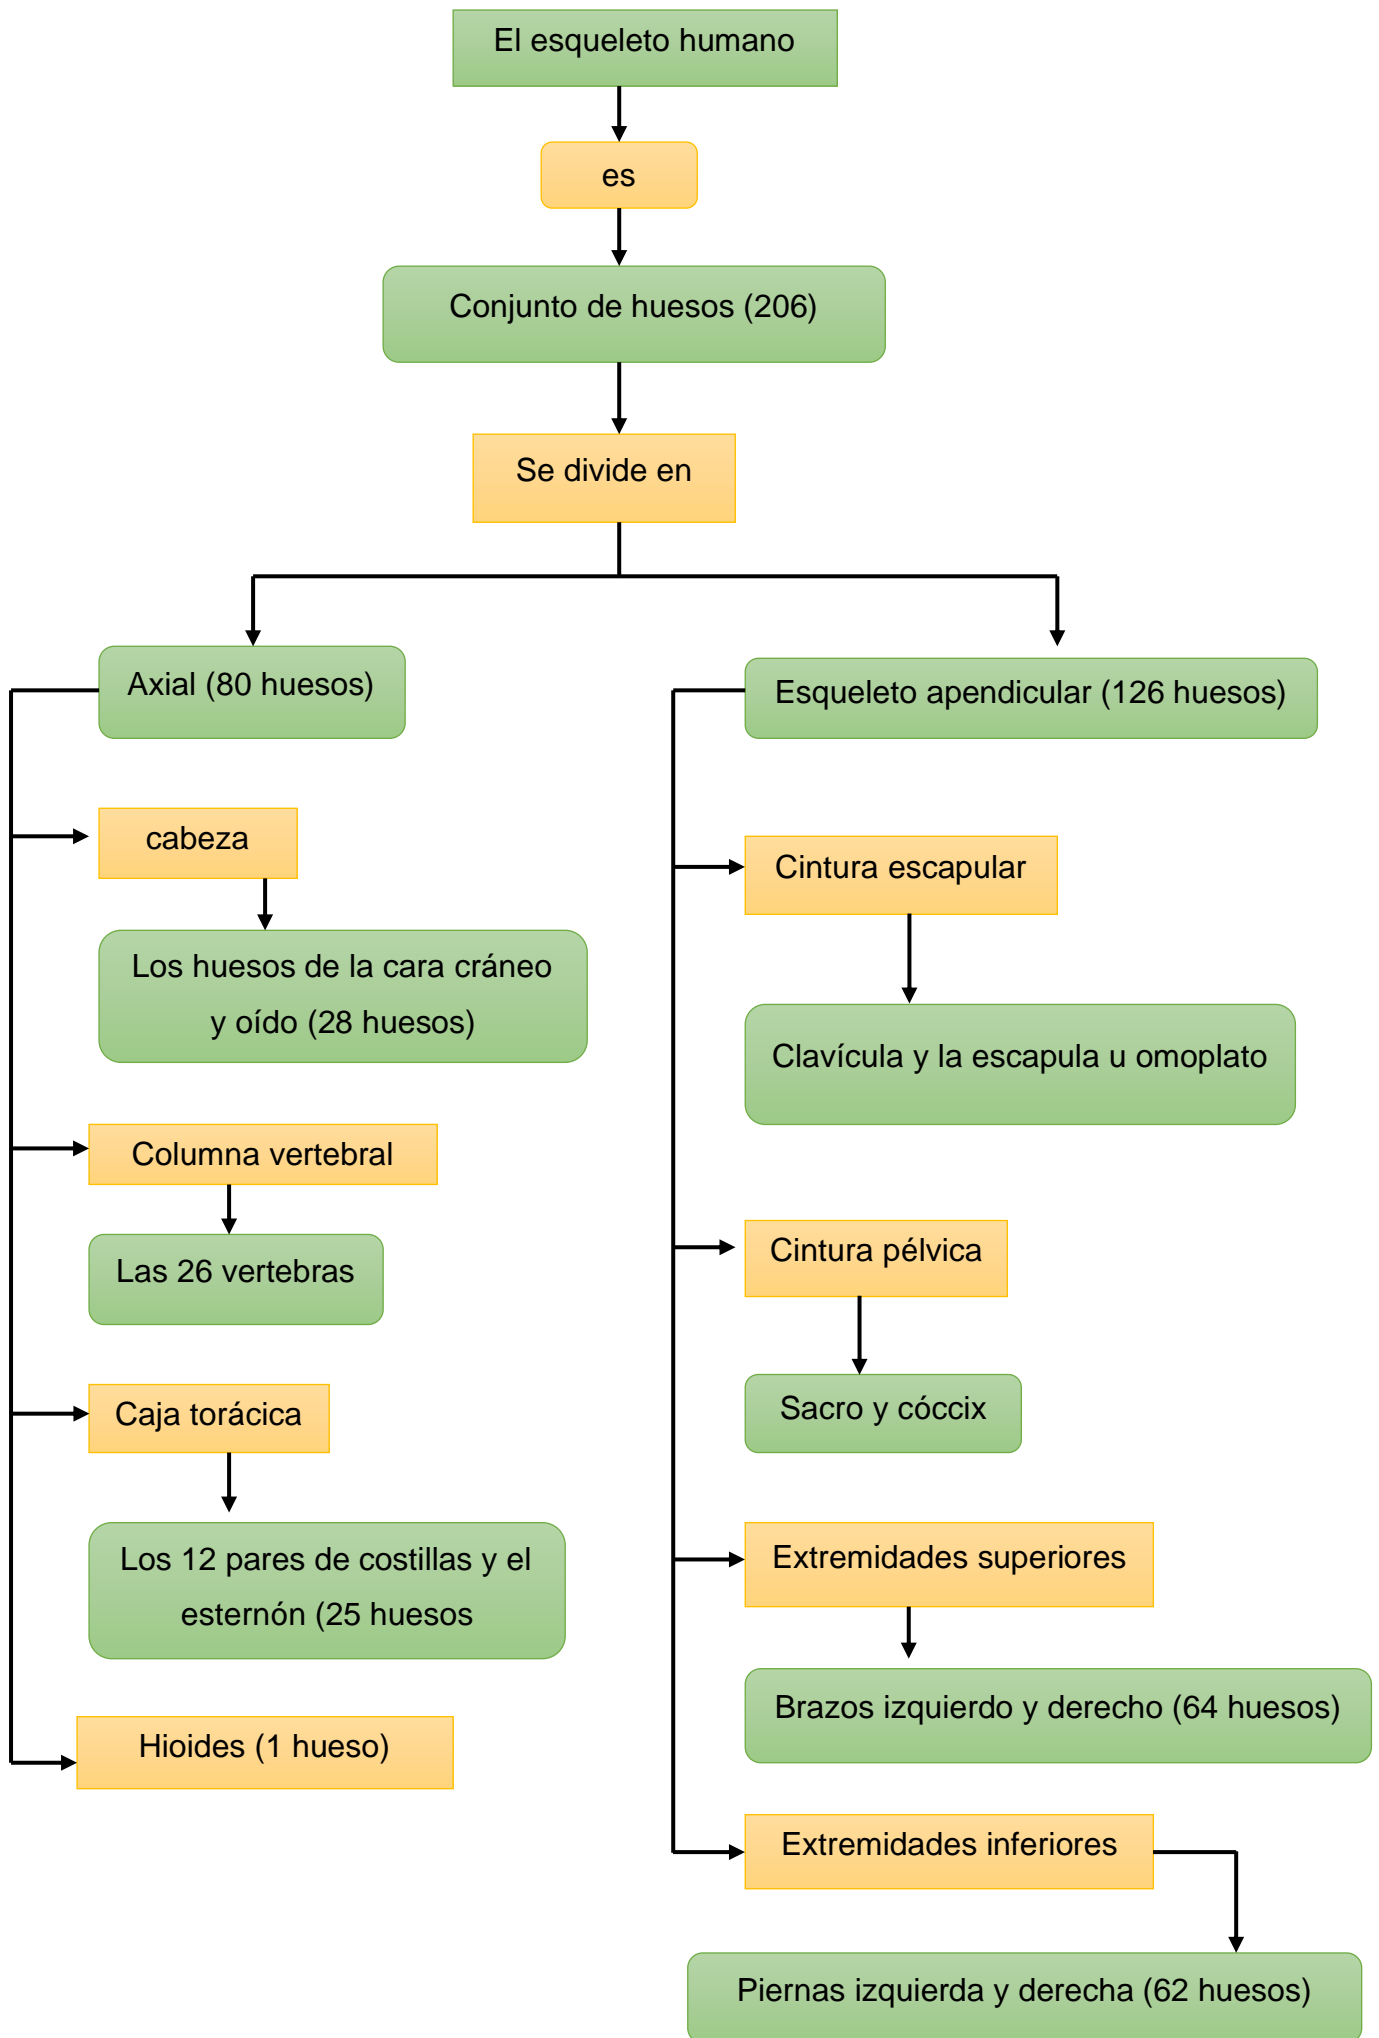 El esqueleto humano
es
Conjunto de huesos (206)
Se divide en
Axial (80 huesos)
cabeza
Los huesos de la cara cráneo
y oído (28 huesos)
Columna vertebral
Las 26 vertebras
Caja torácica
Los 12 pares de costillas y el
esternón (25 huesos
Hioides (1 hueso)
Esqueleto apendicular (126 huesos)
Cintura escapular
Clavícula y la escapula u omoplato
Cintura pélvica
Sacro y cóccix
Extremidades superiores
Brazos izquierdo y derecho (64 huesos)
Extremidades inferiores
Piernas izquierda y derecha (62 huesos)